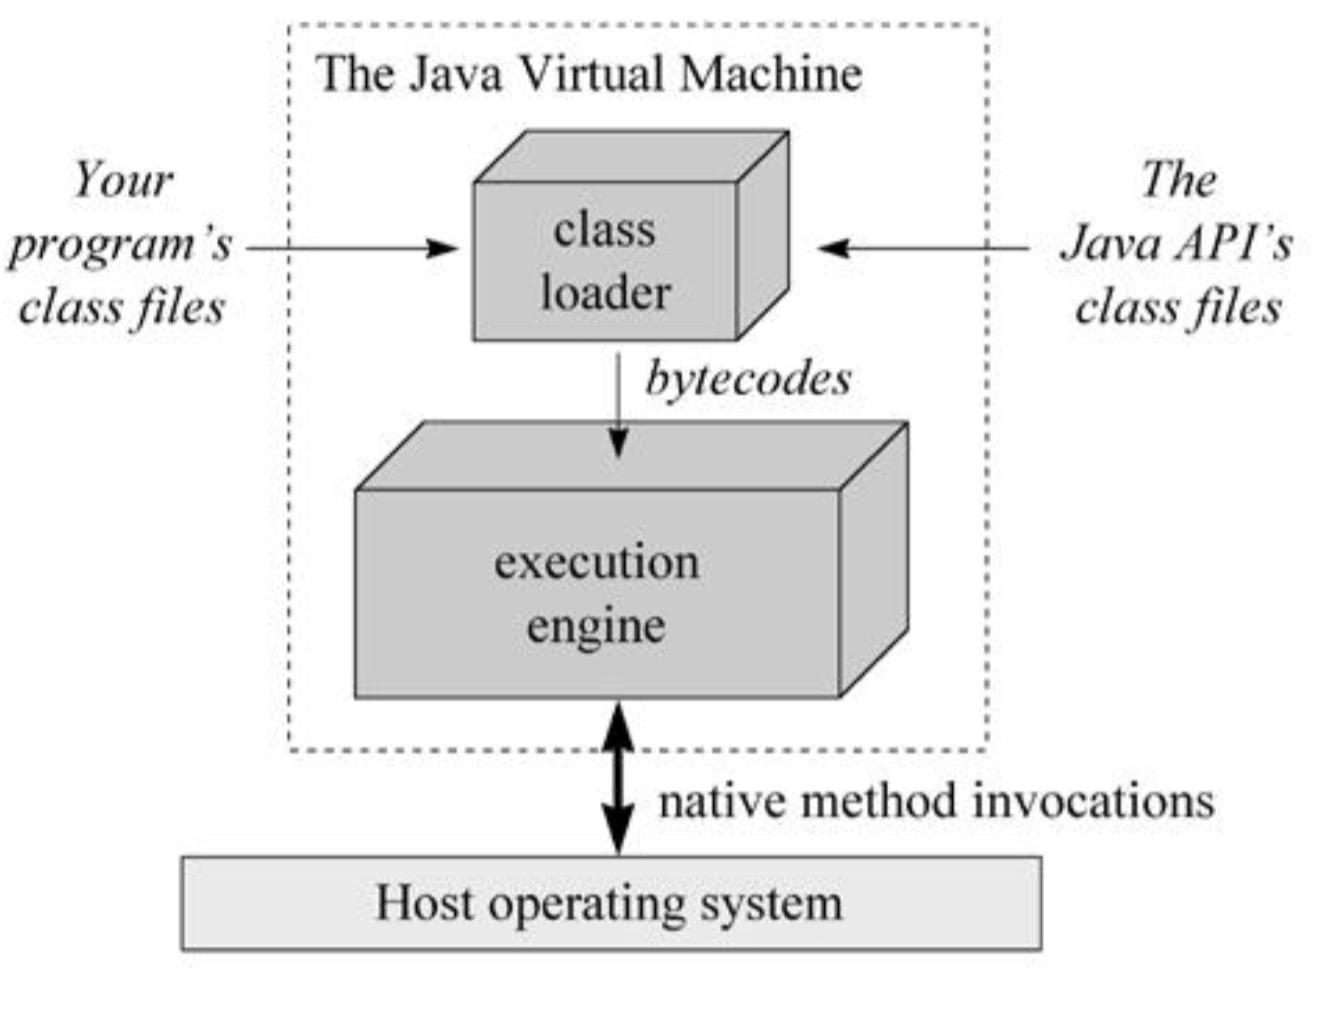 The Java Virtual Machine
Your
program's
class files
class
loader
The
Java API's
class files
bytecodes
execution
engine
native method invocations
Host operating system